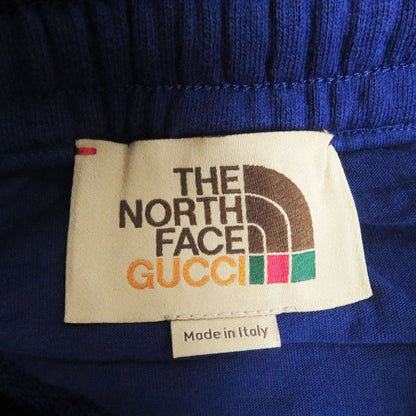 THE
NORTH
FACE
GUCCI
Made in Italy